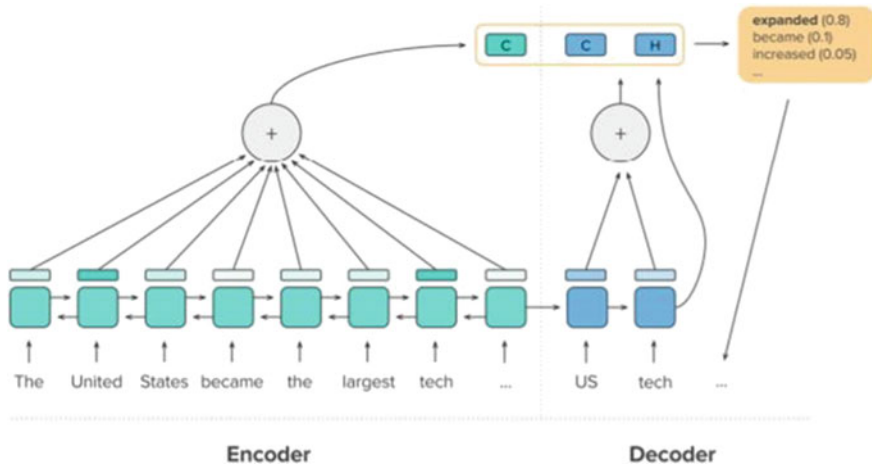 C C H
expanded (0.8)
became (0.1)
increased (0.05)
...
+ +
The United States became the largest tech ... US tech ...
Encoder Decoder